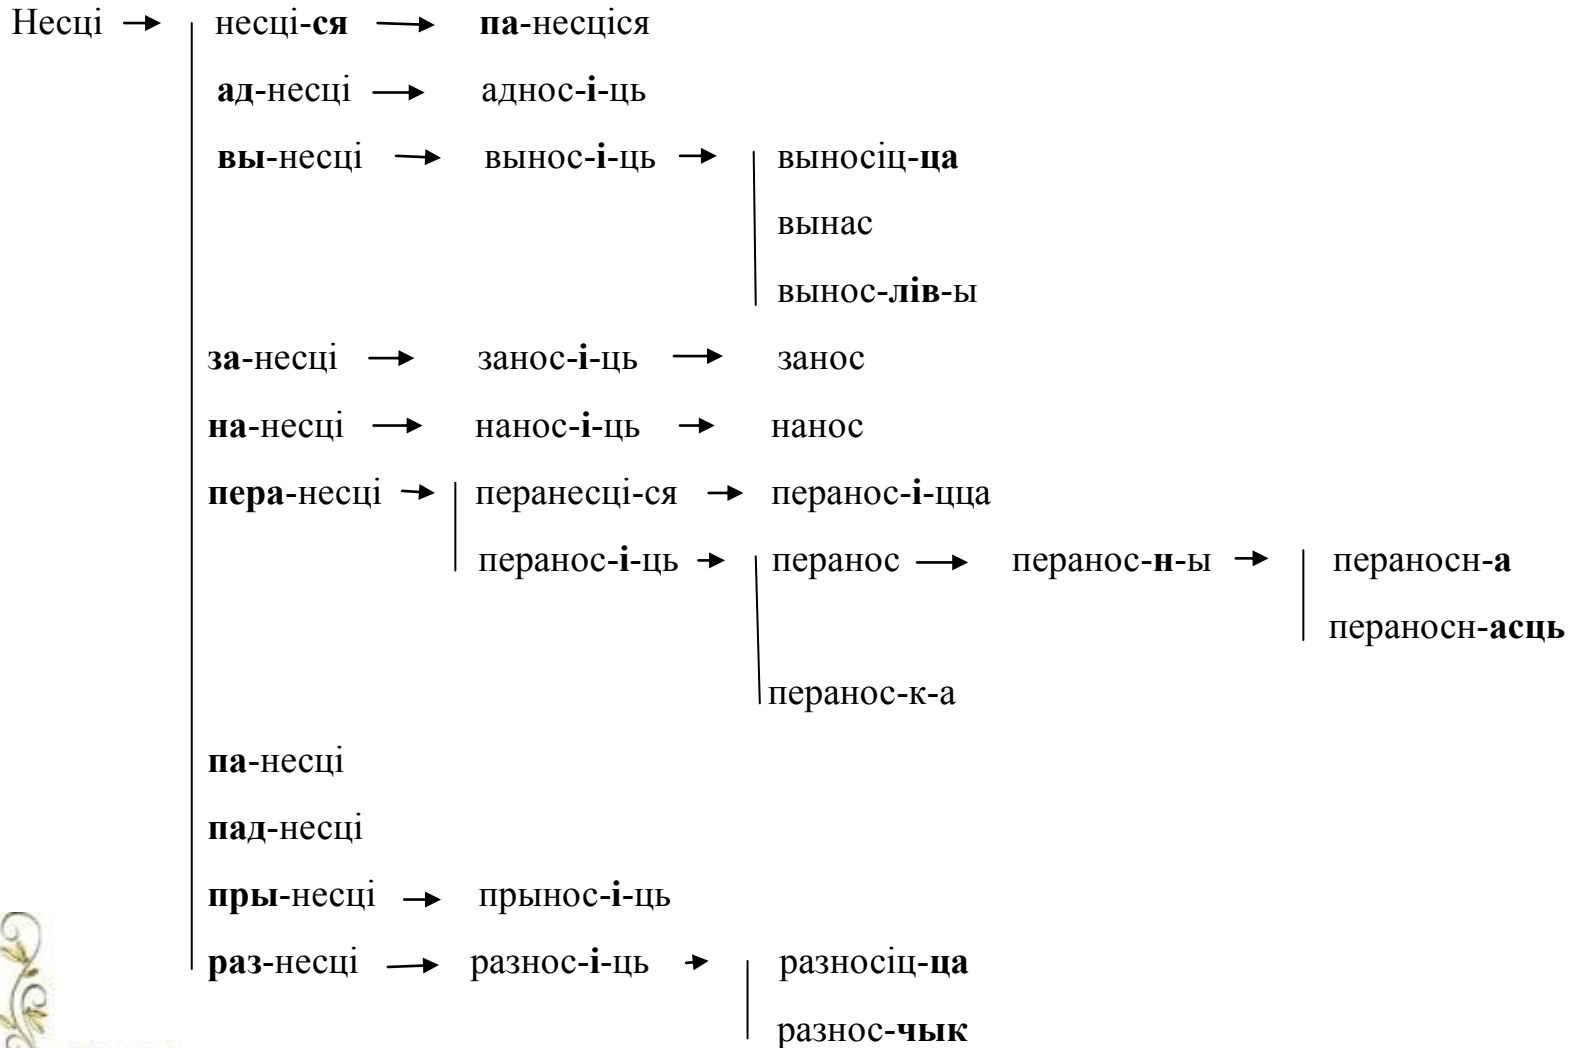 Несці → несці-ся → па-несціся
ад-несці → аднос-і-ць
вы-несці → вынос-і-ць → выносіц-ца
вынас
вынос-лів-ы
за-несці → занос-і-ць → занос
на-несці → нанос-і-ць → нанос
пера-несці → перанесці-ся → перанос-і-цца
перанос-і-ць → перанос → перанос-н-ы → пераносн-а
пераносн-асць
перанос-к-а
па-несці
пад-несці
пры-несці → прынос-і-ць
раз-несці → разнос-і-ць → разносіц-ца
разнос-чык